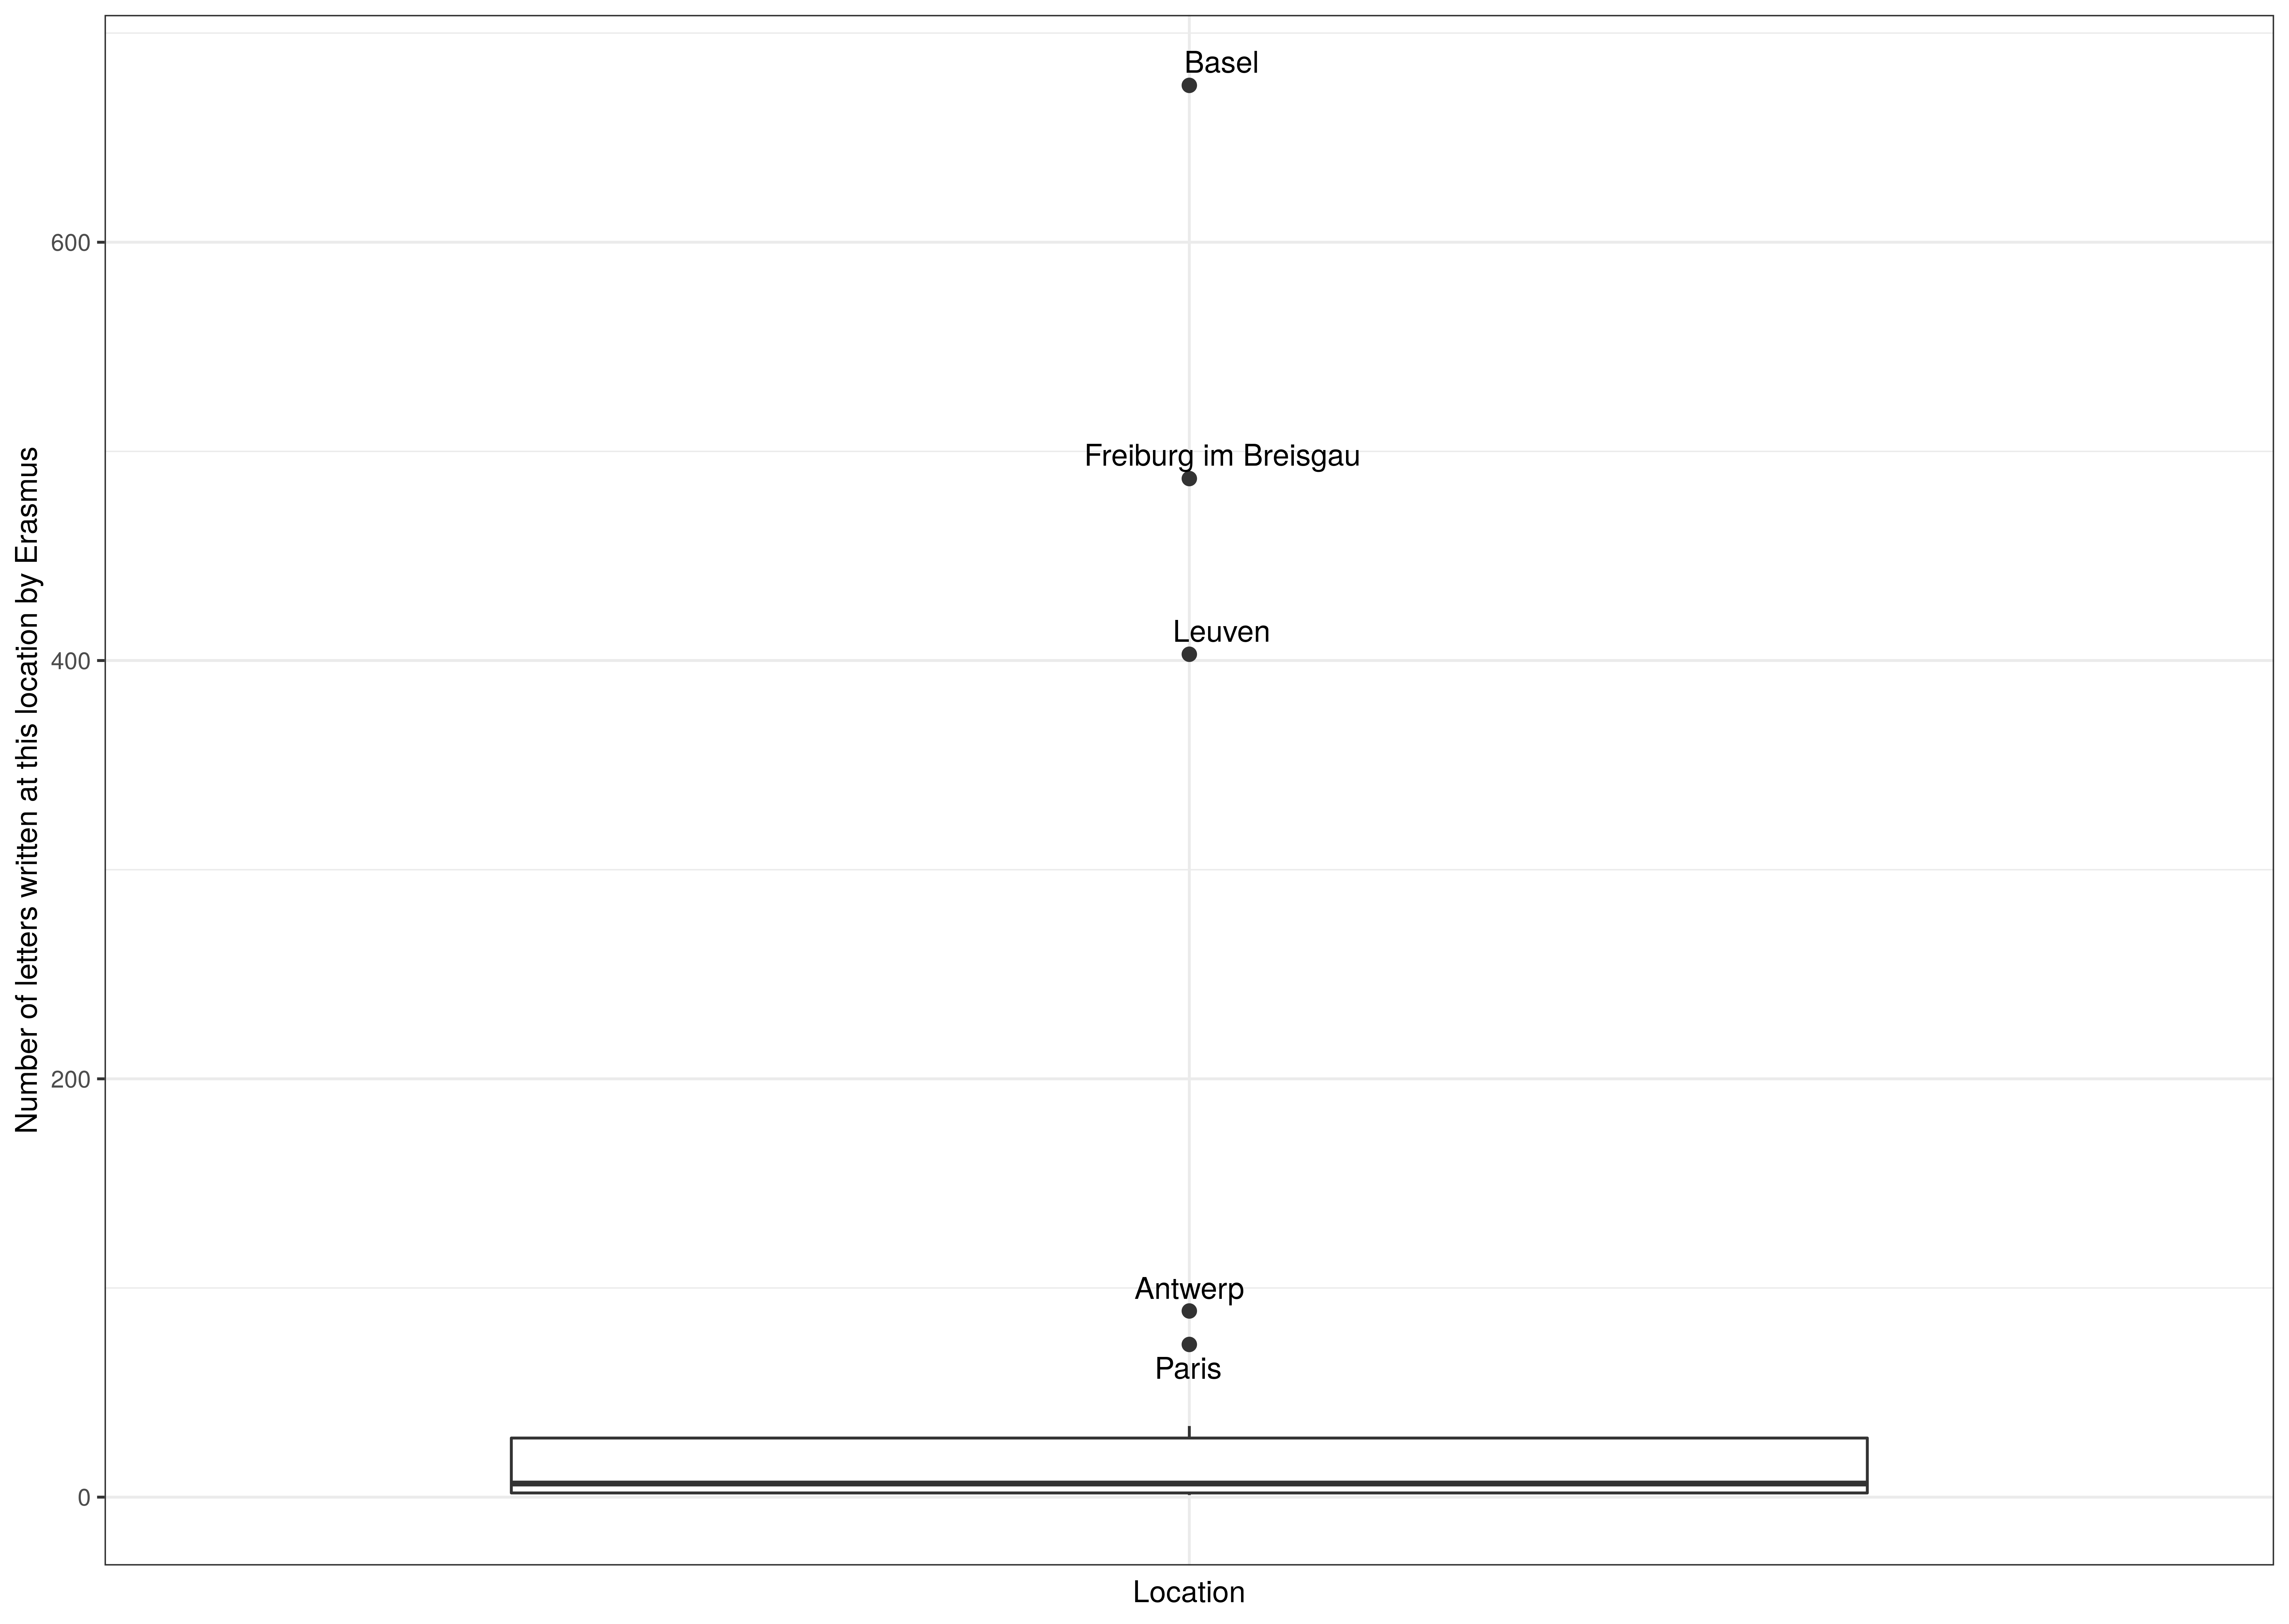 Number of letters written at this location by Erasmus
600
400
200
0
Basel
Freiburg im Breisgau
Leuven
Antwerp
Paris
Location